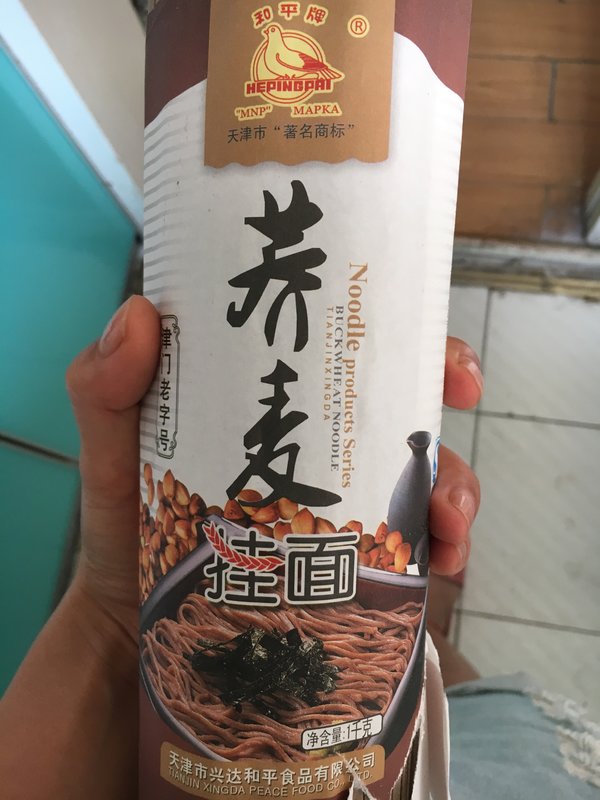 和平牌
®
HEPINGPAI
"MNP" MAPKA
天津市“著名商标”
荞麦
Noodle products Series
BUCKWHEAT NOODLE
TIANJINXINGDA
津门老字号
挂面
净含量:1千克
天津市兴达和平食品有限公司
TIANJIN XINGDA PEACE FOOD CO., LTD.